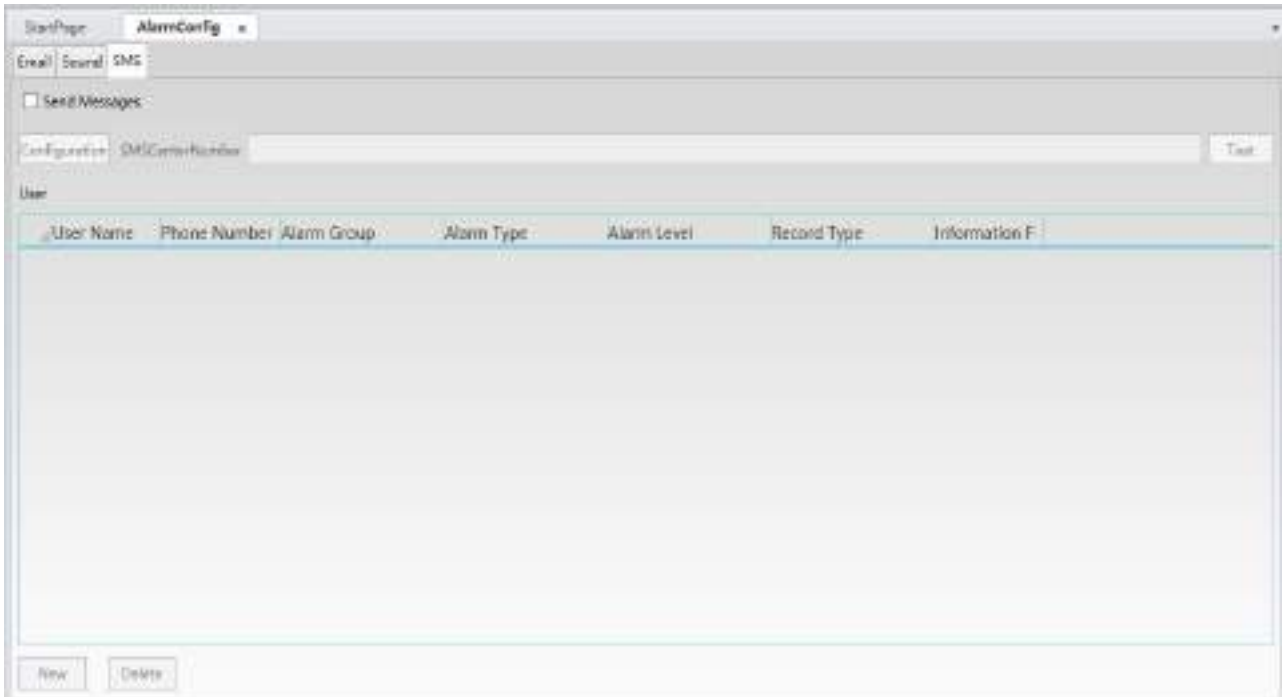 StartPage AlarmConfig x
Email Sound SMS
Send Messages
Configuration SMSCenterNumber Test
User
User Name Phone Number Alarm Group Alarm Type Alarm Level Record Type Information F
New Delete